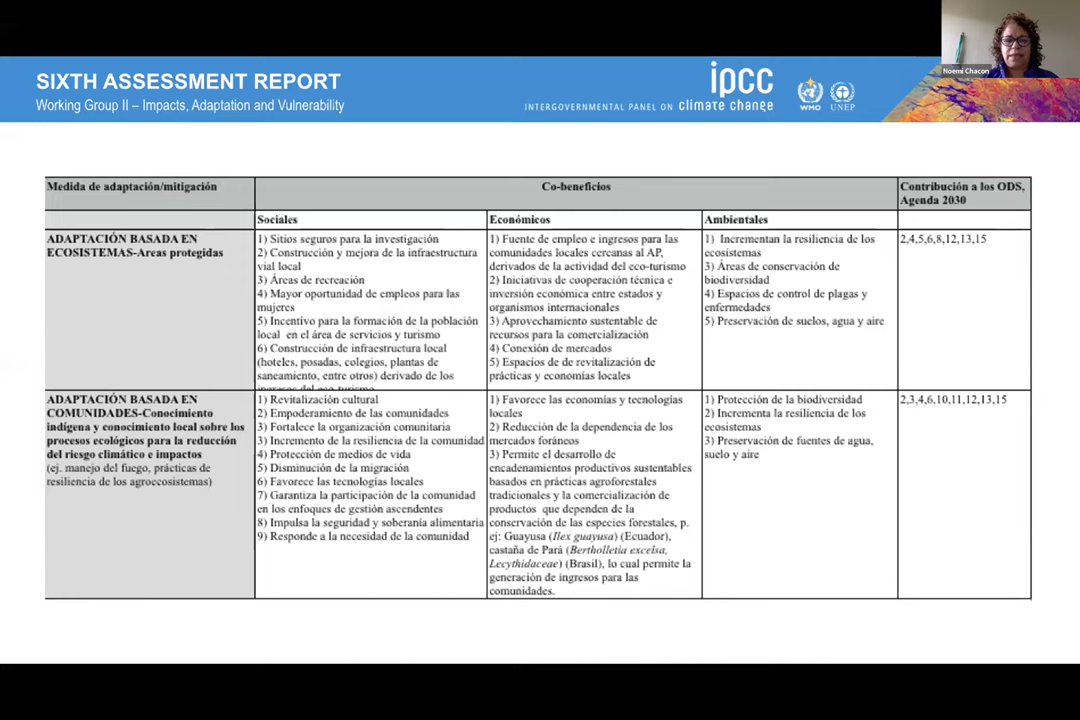 Noemi Chacon
SIXTH ASSESSMENT REPORT
Working Group II – Impacts, Adaptation and Vulnerability
ipcc
INTERGOVERNMENTAL PANEL ON climate change
WMO
UNEP
Medida de adaptación/mitigación
Co-beneficios
Contribución a los ODS,
Agenda 2030
Sociales
Económicos
Ambientales
ADAPTACIÓN BASADA EN
ECOSISTEMAS-Areas protegidas
1) Sitios seguros para la investigación
2) Construcción y mejora de la infraestructura
vial local
3) Áreas de recreación
4) Mayor oportunidad de empleos para las
mujeres
5) Incentivo para la formación de la población
local en el área de servicios y turismo
6) Construcción de infraestructura local
(hoteles, posadas, colegios, plantas de
saneamiento, entre otros) derivado de los
ingresos del eco-turismo
1) Fuente de empleo e ingresos para las
comunidades locales cercanas al AP,
derivados de la actividad del eco-turismo
2) Iniciativas de cooperación técnica e
inversión económica entre estados y
organismos internacionales
3) Aprovechamiento sustentable de
recursos para la comercialización
4) Conexión de mercados
5) Espacios de de revitalización de
prácticas y economías locales
1) Incrementan la resiliencia de los
ecosistemas
3) Áreas de conservación de
biodiversidad
4) Espacios de control de plagas y
enfermedades
5) Preservación de suelos, agua y aire
2,4,5,6,8,12,13,15
ADAPTACIÓN BASADA EN
COMUNIDADES-Conocimiento
indígena y conocimiento local sobre los
procesos ecológicos para la reducción
del riesgo climático e impactos
(ej. manejo del fuego, prácticas de
resiliencia de los agroecosistemas)
1) Revitalización cultural
2) Empoderamiento de las comunidades
3) Fortalece la organización comunitaria
3) Incremento de la resiliencia de la comunidad
4) Protección de medios de vida
5) Disminución de la migración
6) Favorece las tecnologías locales
7) Garantiza la participación de la comunidad
en los enfoques de gestión ascendentes
8) Impulsa la seguridad y soberanía alimentaria
9) Responde a la necesidad de la comunidad
1) Favorece las economías y tecnologías
locales
2) Reducción de la dependencia de los
mercados foráneos
3) Permite el desarrollo de
encadenamientos productivos sustentables
basados en prácticas agroforestales
tradicionales y la comercialización de
productos que dependen de la
conservación de las especies forestales, p.
ej: Guayusa (Ilex guayusa) (Ecuador),
castaña de Pará (Bertholletia excelsa,
Lecythidaceae) (Brasil), lo cual permite la
generación de ingresos para las
comunidades.
1) Protección de la biodiversidad
2) Incrementa la resiliencia de los
ecosistemas
3) Preservación de fuentes de agua,
suelo y aire
2,3,4,6,10,11,12,13,15